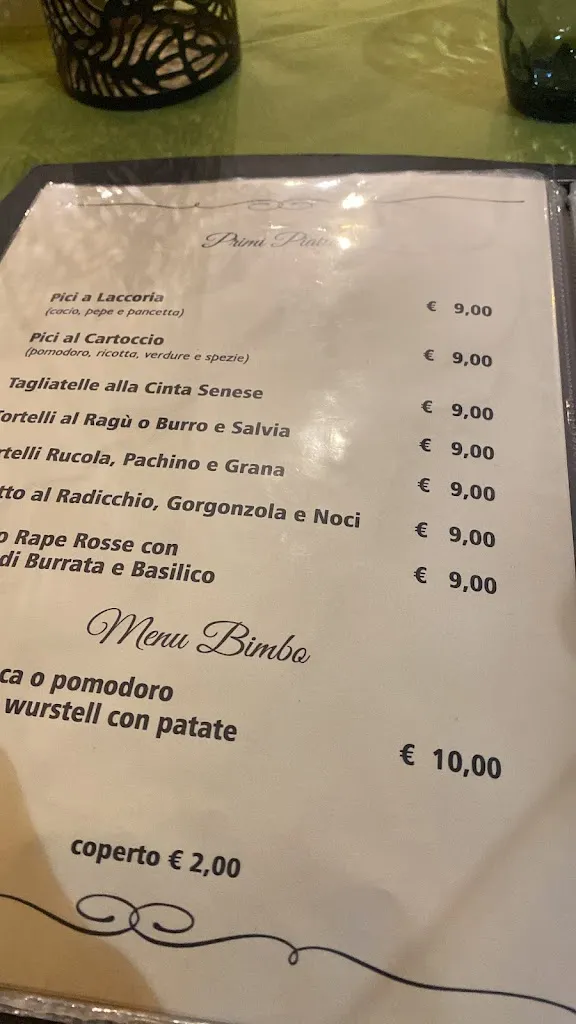 Primi
Pici a Laccoria
€ 9,00
(cacio, pepe e pancetta)
Pici al Cartoccio
€ 9,00
(pomodoro, ricotta, verdure e spezie)
Tagliatelle alla Cinta Senese
€ 9,00
Tortelli al Ragù o Burro e Salvia
€ 9,00
rtelli Rucola, Pachino e Grana
€ 9,00
tto al Radicchio, Gorgonzola e Noci
€ 9,00
o Rape Rosse con
di Burrata e Basilico
€ 9,00
Menu Bimbo
ca o pomodoro
wurstell con patate
€ 10,00
coperto € 2,00